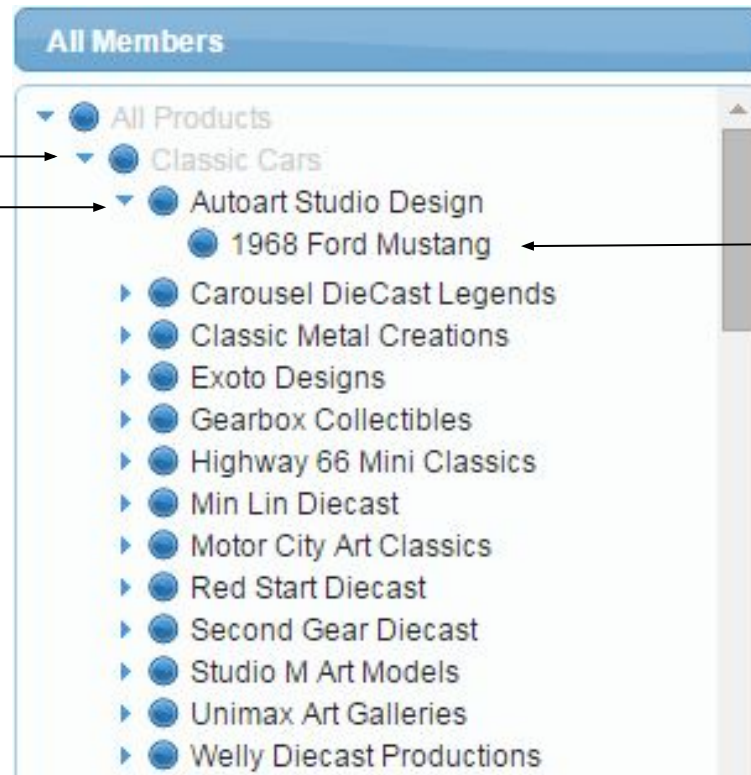 All Members
All Products
Classic Cars
Autoart Studio Design
1968 Ford Mustang
Carousel DieCast Legends
Classic Metal Creations
Exoto Designs
Gearbox Collectibles
Highway 66 Mini Classics
Min Lin Diecast
Motor City Art Classics
Red Start Diecast
Second Gear Diecast
Studio M Art Models
Unimax Art Galleries
Welly Diecast Productions